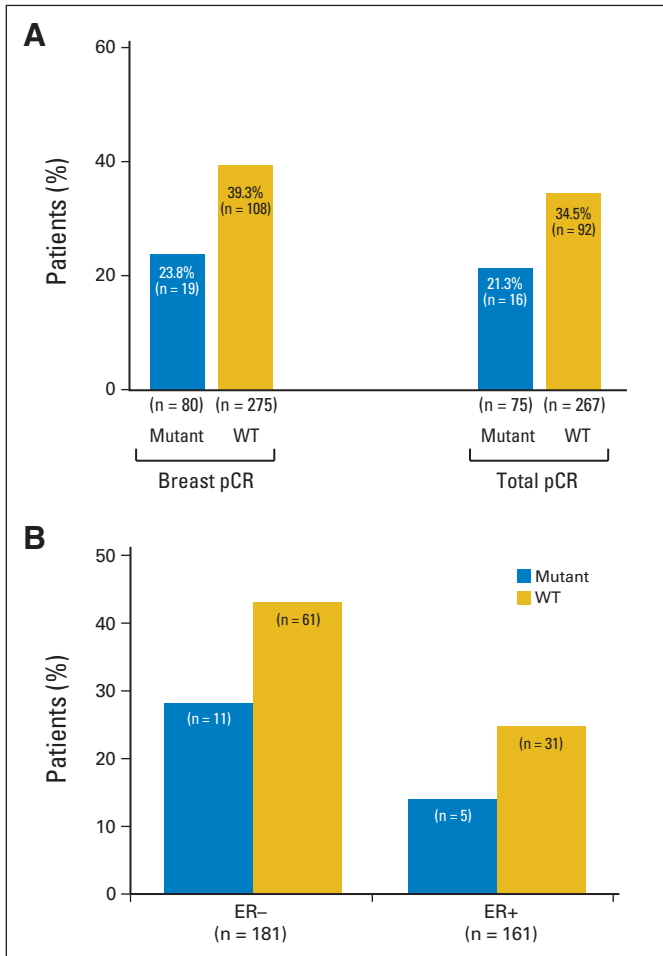 A
60
40
20
0
Patients (%)
23.8%
(n = 19)
39.3%
(n = 108)
21.3%
(n = 16)
34.5%
(n = 92)
(n = 80) (n = 275) (n = 75) (n = 267)
Mutant WT Mutant WT
Breast pCR Total pCR
B
50
40
30
20
10
0
Patients (%)
Mutant
WT
(n = 11)
(n = 61)
(n = 5)
(n = 31)
ER– ER+
(n = 181) (n = 161)